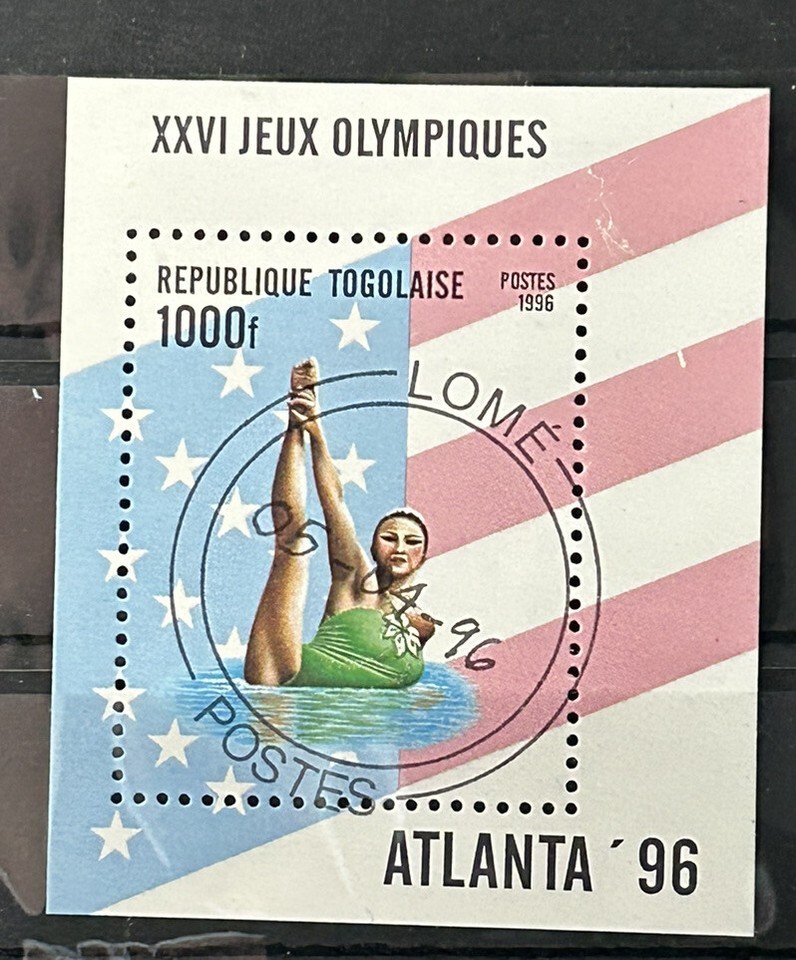 XXVI JEUX OLYMPIQUES
REPUBLIQUE TOGOLAISE
POSTES
1996
1000f
LOMÉ
05-04-96
POSTES
ATLANTA ´96